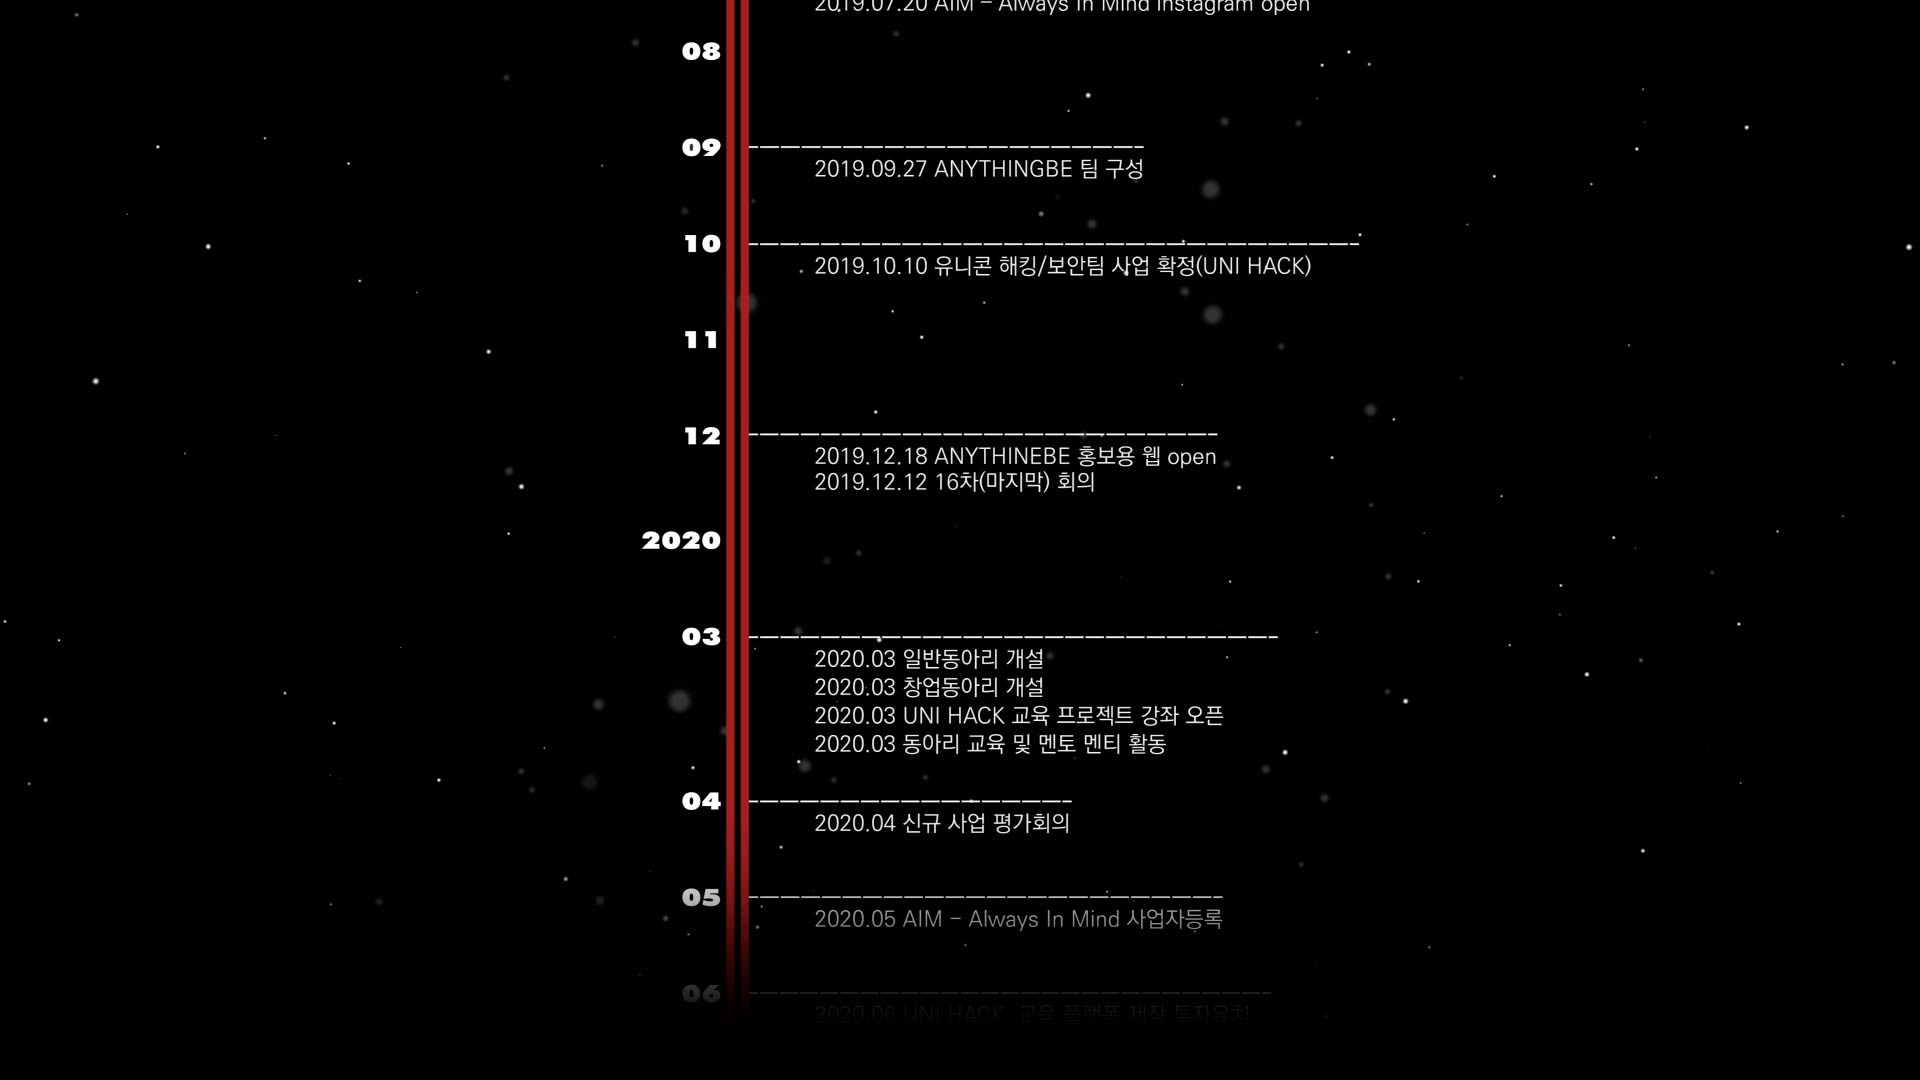 2019.07.20 AIM - Always In Mind Instagram open
08
09
2019.09.27 ANYTHINGBE 팀 구성
10
2019.10.10 유니콘 해킹/보안팀 사업 확정(UNI HACK)
11
12
2019.12.18 ANYTHINEBE 홍보용 웹 open
2019.12.12 16차(마지막) 회의
2020
03
2020.03 일반동아리 개설
2020.03 창업동아리 개설
2020.03 UNI HACK 교육 프로젝트 강좌 오픈
2020.03 동아리 교육 및 멘토 멘티 활동
04
2020.04 신규 사업 평가회의
05
2020.05 AIM - Always In Mind 사업자등록
06
2020.06 UNI HACK 교육 플랫폼 제작 투자유치